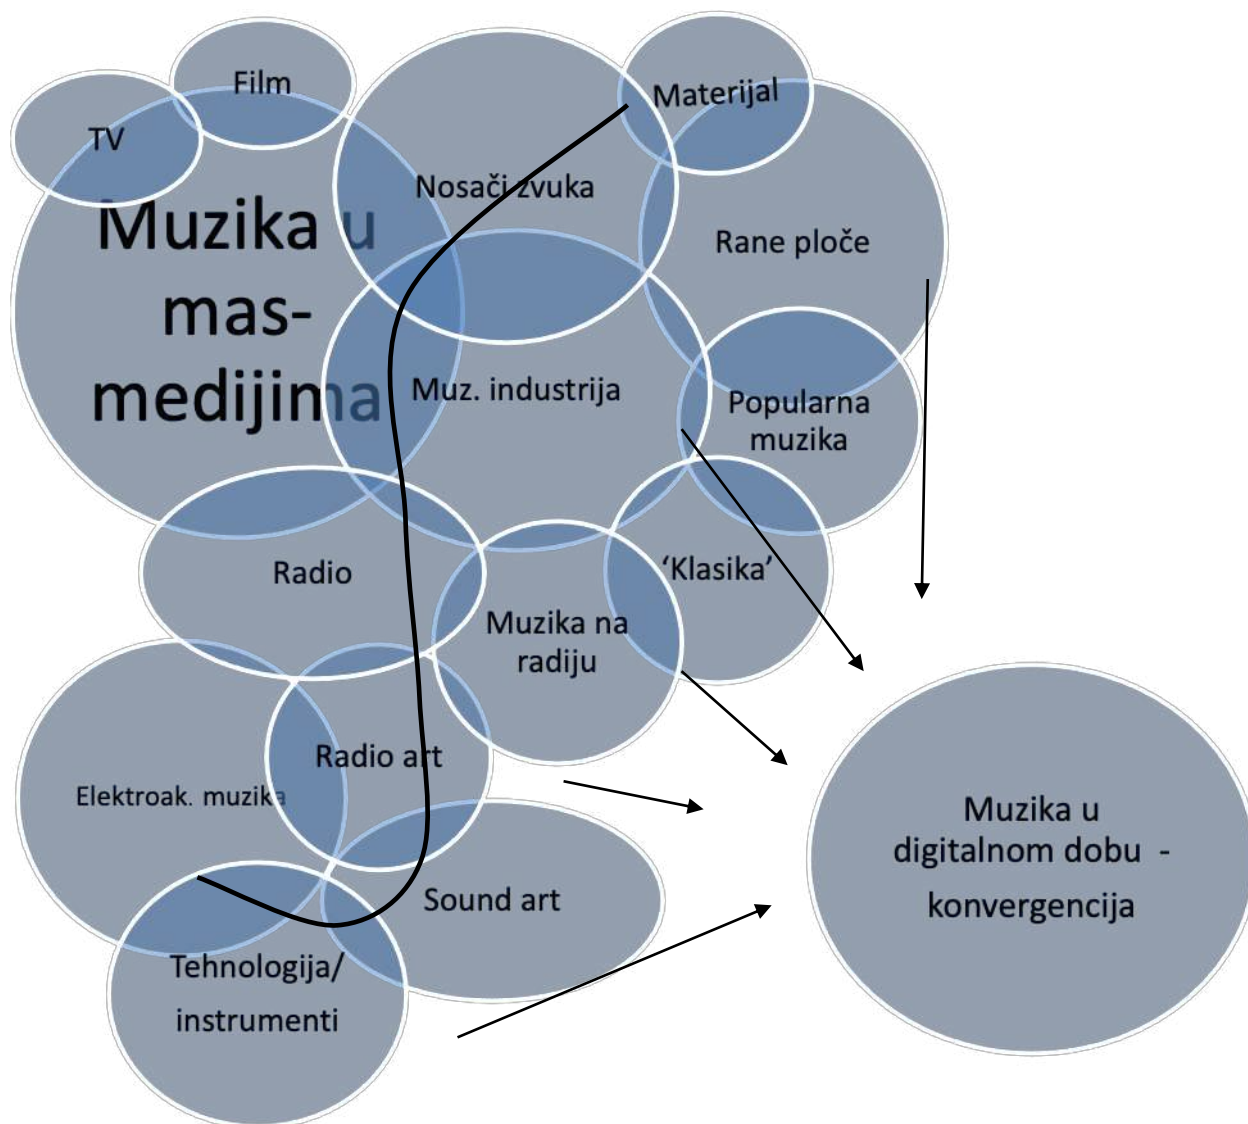 Film
TV
Materijal
Nosači zvuka
Muzika u
mas-
medijima
Rane ploče
Muz. industrija
Popularna
muzika
Radio
‘Klasika’
Muzika na
radiju
Radio art
Elektroak. muzika
Sound art
Tehnologija/
instrumenti
Muzika u
digitalnom dobu -
konvergencija